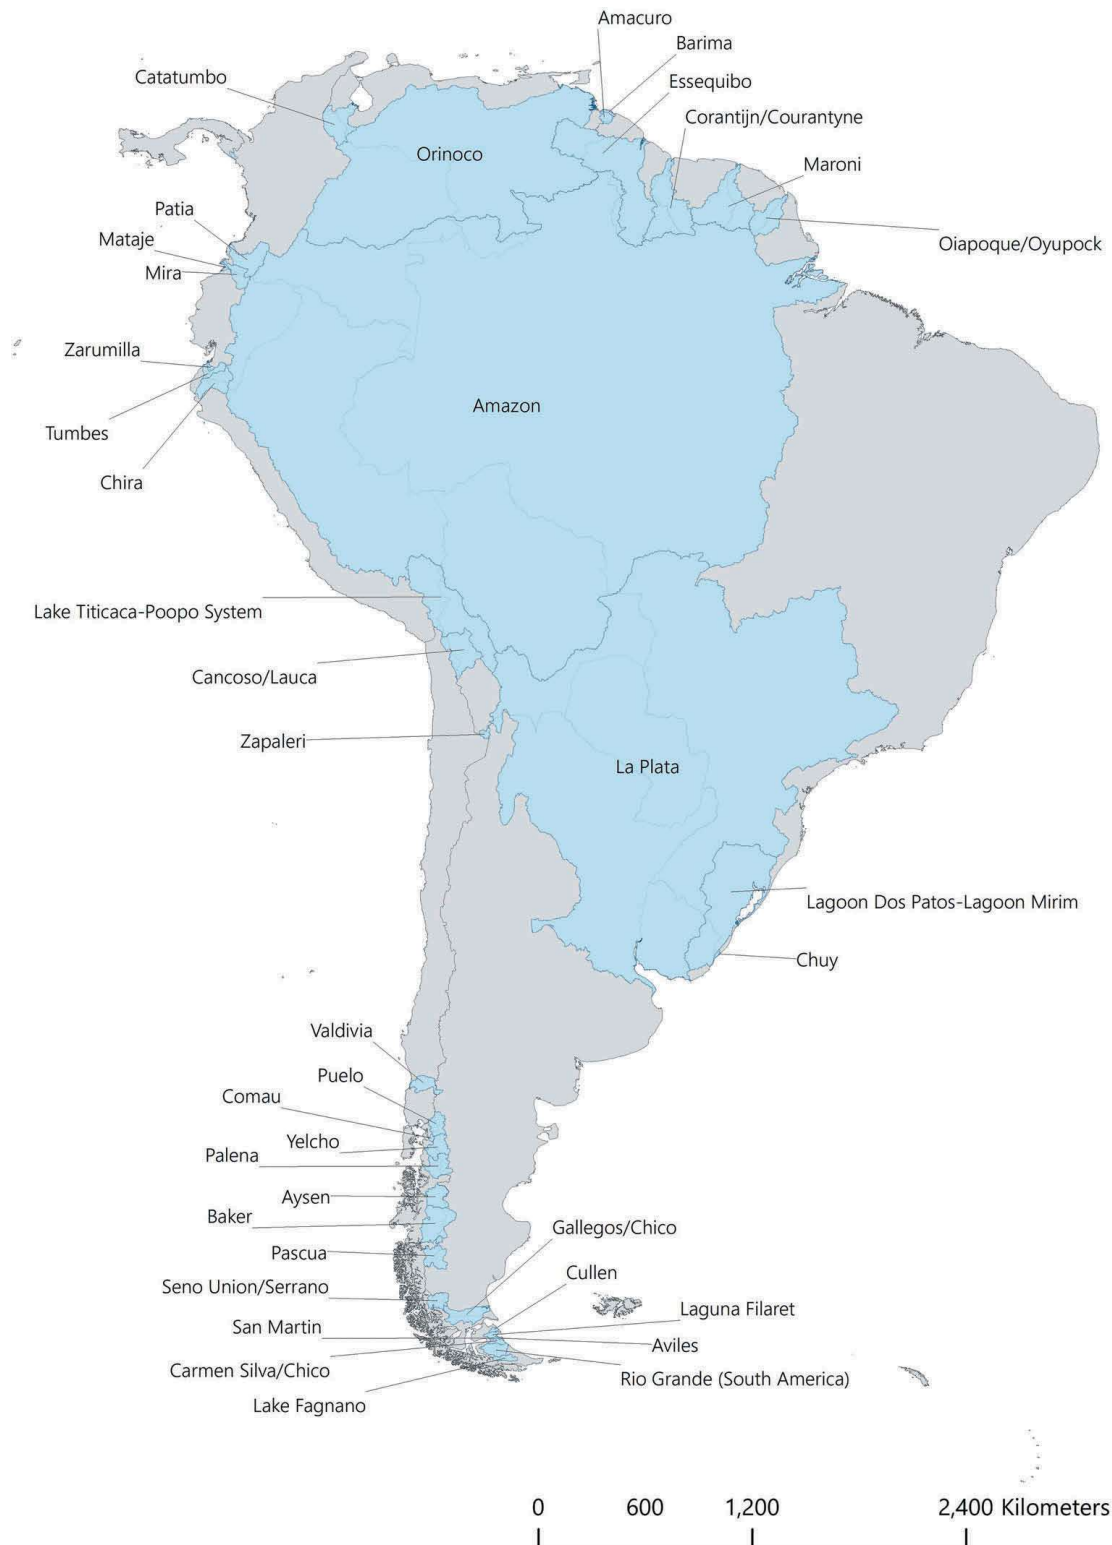 Amacuro
Barima
Catatumbo
Essequibo
Corantijn/Courantyne
Orinoco
Maroni
Patia
Mataje
Oiapoque/Oyupock
Mira
Zarumilla
Amazon
Tumbes
Chira
Lake Titicaca-Poopo System
Cancoso/Lauca
Zapaleri
La Plata
Lagoon Dos Patos-Lagoon Mirim
Chuy
Valdivia
Puelo
Comau
Yelcho
Palena
Aysen
Baker
Gallegos/Chico
Pascua
Cullen
Seno Union/Serrano
Laguna Filaret
San Martin
Aviles
Carmen Silva/Chico
Rio Grande (South America)
Lake Fagnano
0 600 1,200 2,400 Kilometers